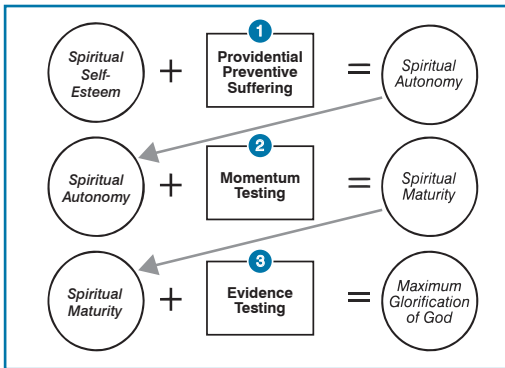 1
Spiritual
Self-
Esteem
+
Providential
Preventive
Suffering
=
Spiritual
Autonomy
2
Spiritual
Autonomy
+
Momentum
Testing
=
Spiritual
Maturity
3
Spiritual
Maturity
+
Evidence
Testing
=
Maximum
Glorification
of God